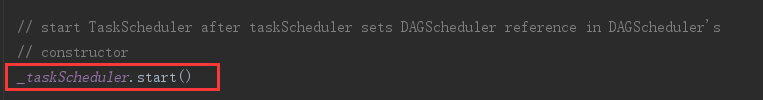 // start TaskScheduler after taskScheduler sets DAGScheduler reference in DAGScheduler's
// constructor
_taskScheduler.start()